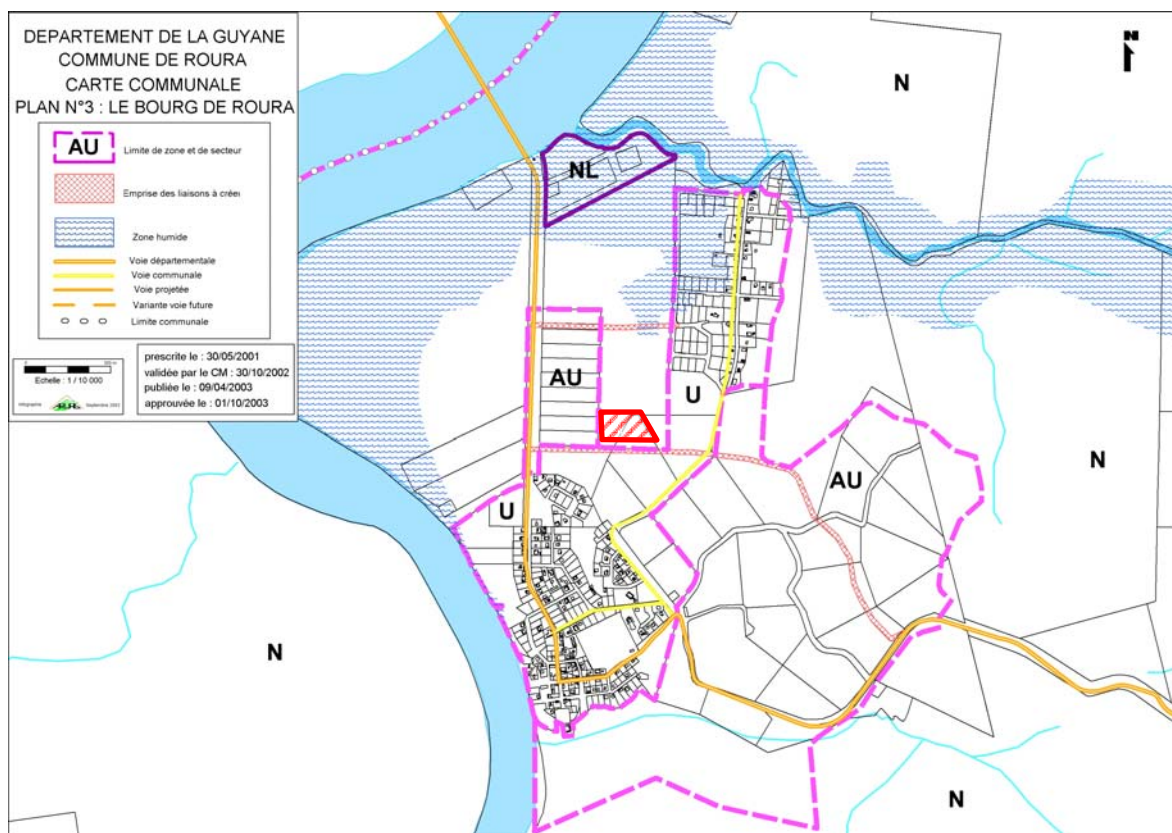 DEPARTEMENT DE LA GUYANE
COMMUNE DE ROURA
CARTE COMMUNALE
PLAN N°3 : LE BOURG DE ROURA
AU
Limite de zone et de secteur
Emprise des liaisons à créer
Zone humide
Voie départementale
Voie communale
Voie projetée
Variante voie future
Limite communale
Echelle : 1 / 10 000
Infographie
Septembre
prescrite le : 30/05/2001
validée par le CM : 30/10/2002
publiée le : 09/04/2003
approuvée le : 01/10/2003
N
N
NL
AU
U
AU
N
U
N
N